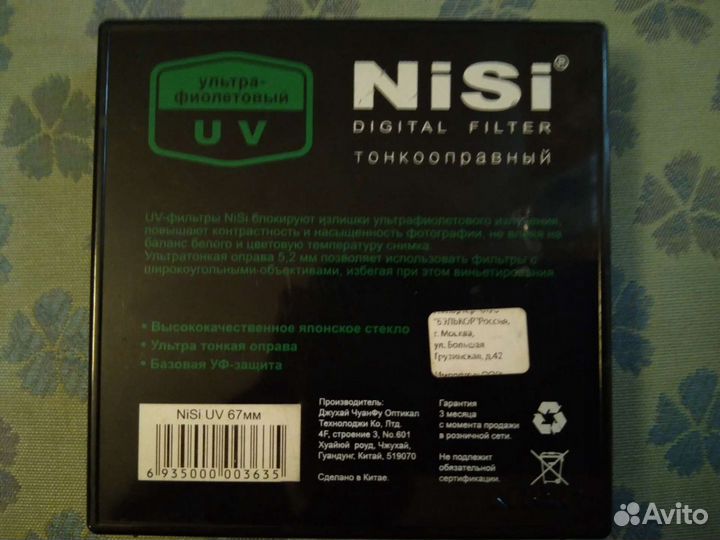 ультра-
фиолетовый
UV
NiSi®
DIGITAL FILTER
тонкооправный
UV-фильтры NiSi блокируют излишки ультрафиолетового излучения,
повышают контрастность и насыщенность фотографии, не влияя на
баланс белого и цветовую температуру снимка.
Ультратонкая оправа 5,2 мм позволяет использовать фильтры с
широкоугольными объективами, избегая при этом виньетирования.
• Высококачественное японское стекло
• Ультра тонкая оправа
• Базовая УФ-защита
"БЭЛЬКОР"Россия,
г. Москва,
ул. Большая
Грузинская, д.42
NiSi UV 67мм
6 935000 003635
Производитель:
Джухай ЧуанФу Оптикал
Технолоджи Ко, Лтд.
4F, строение 3, No.601
Хуайюй роуд, Чжухай,
Гуандунг, Китай, 519070
Сделано в Китае.
Гарантия
3 месяца
с момента продажи
в розничной сети.
Не подлежит
обязательной
сертификации.
Avito